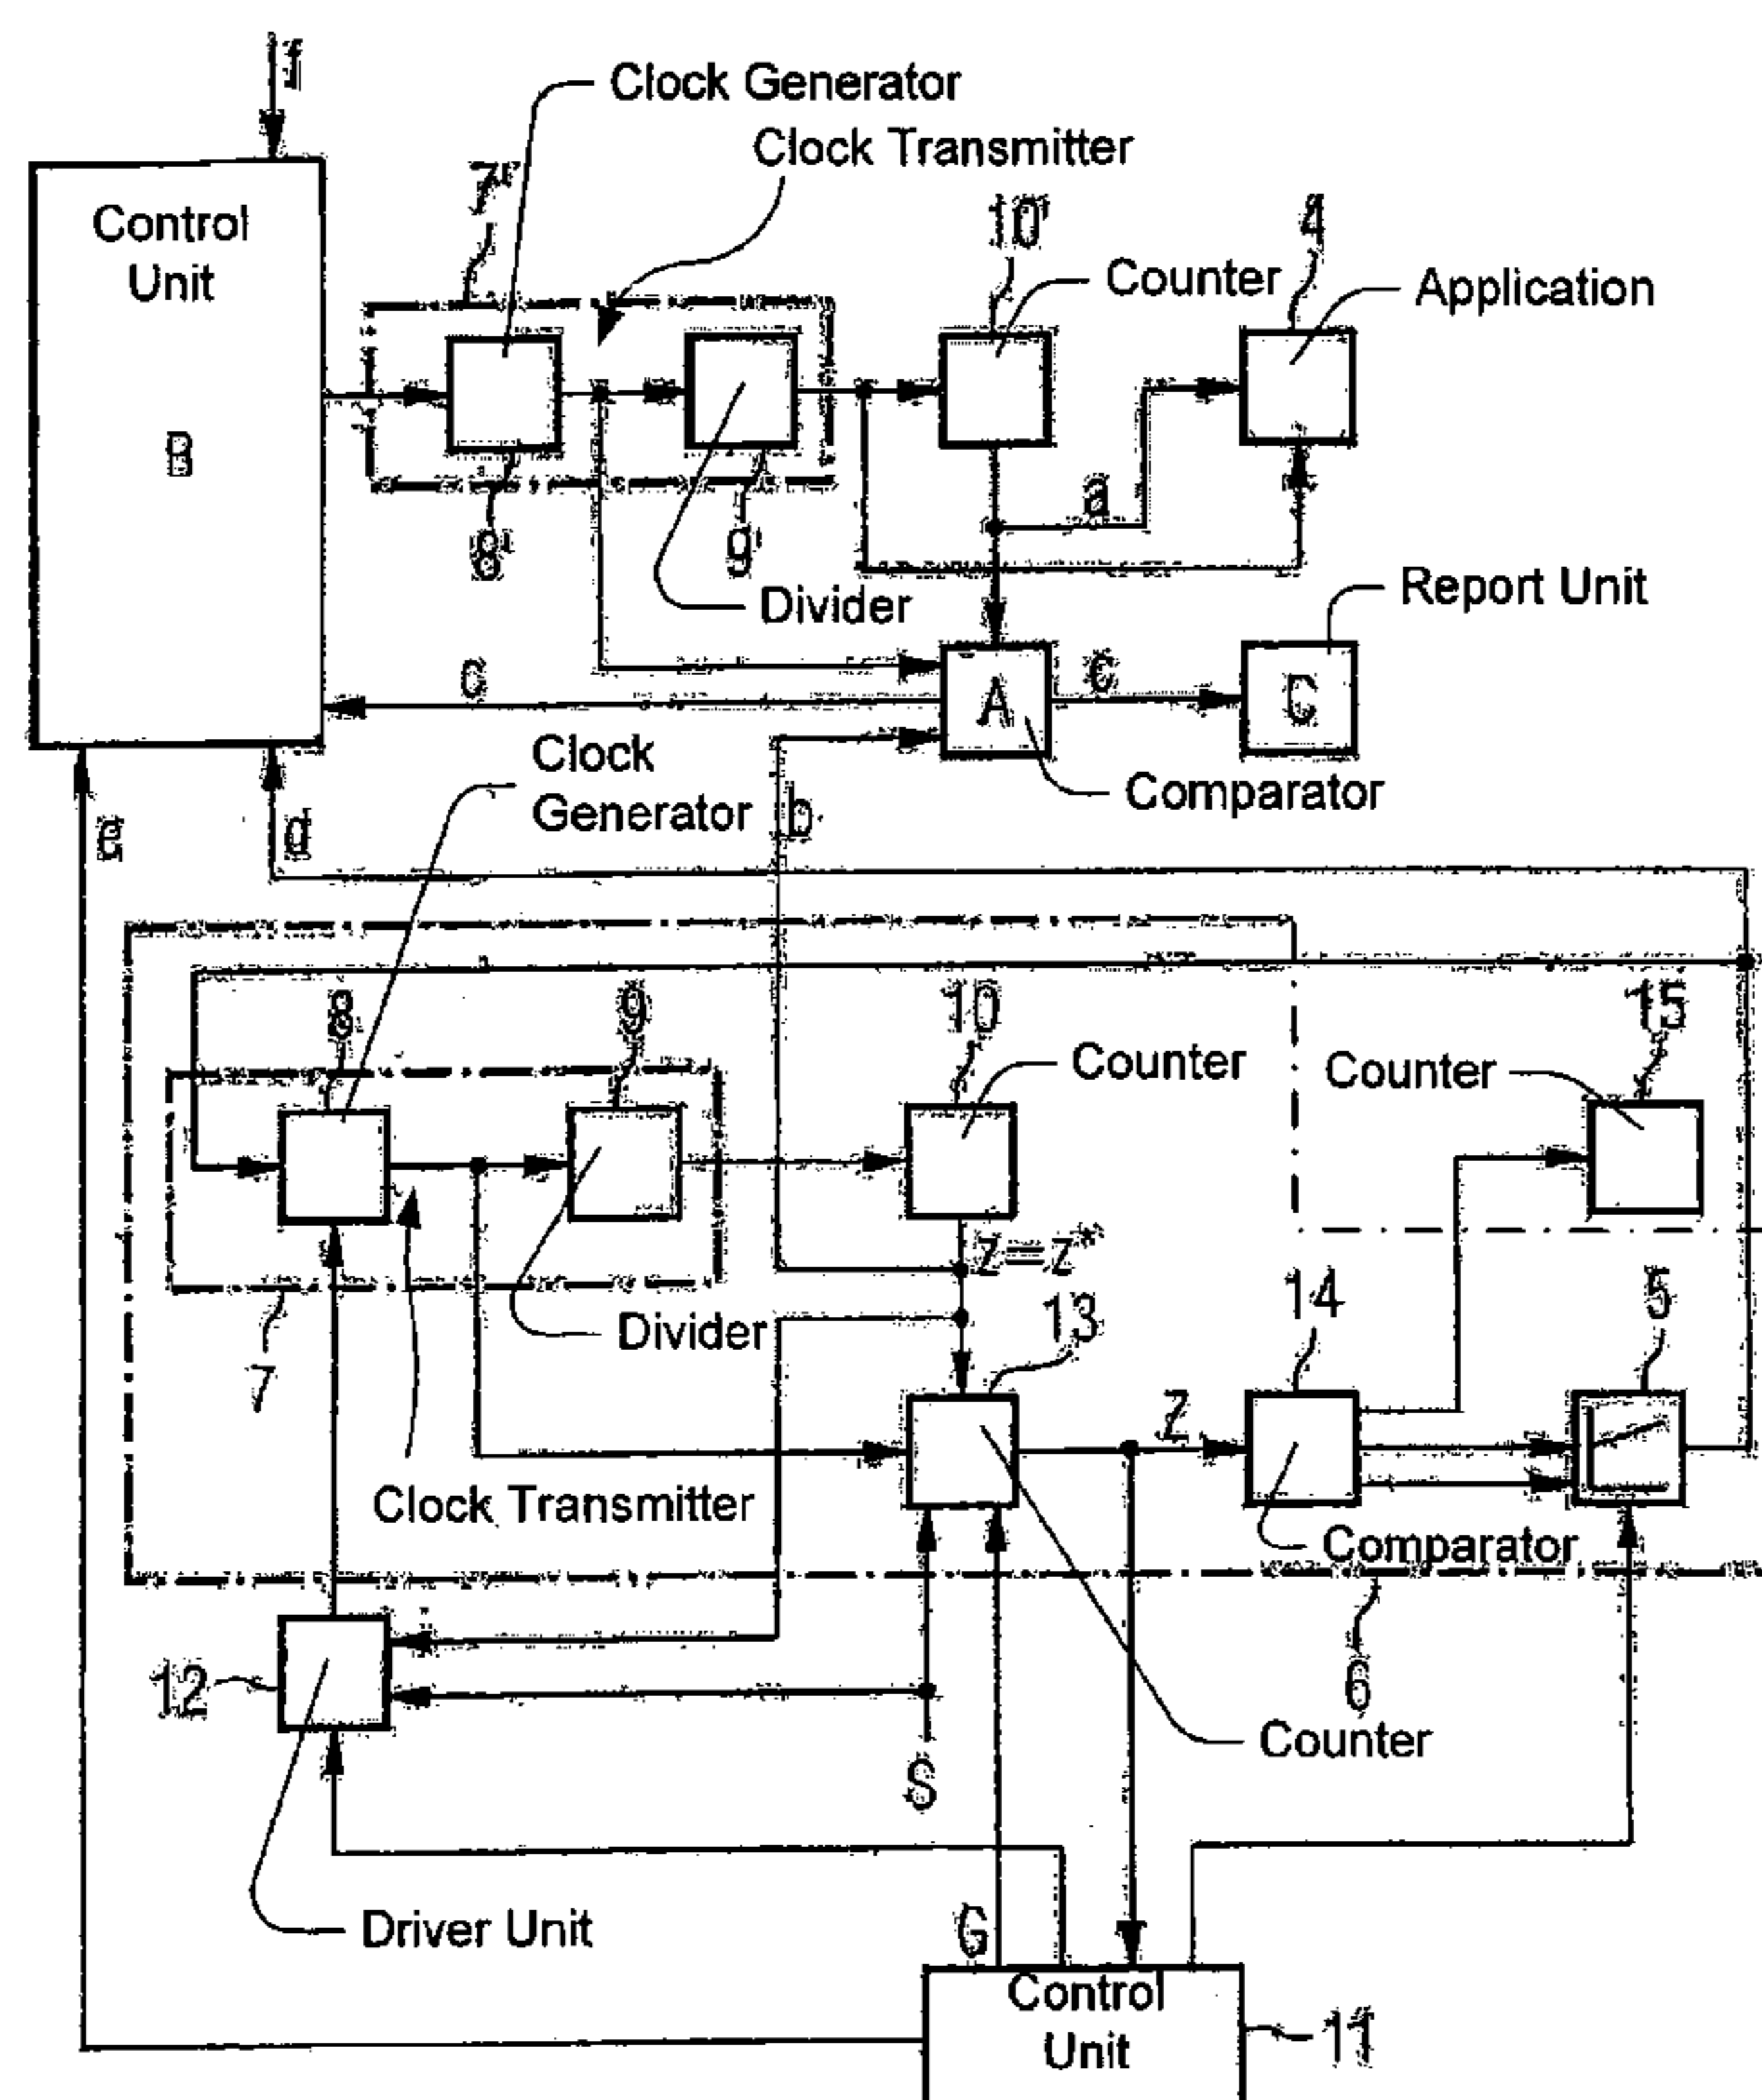 f
Clock Generator
Clock Transmitter
Control
Unit
B
7'
10'
4
Counter
Application
8'
9'
a
Divider
Report Unit
c
A
c
C
Clock
Generator
Comparator
e
d
b
8
9
10
15
Counter
Counter
z=z*
13
14
5
Divider
7
Z
Clock Transmitter
Comparator
12
6
Counter
S
Driver Unit
G
Control
Unit
11